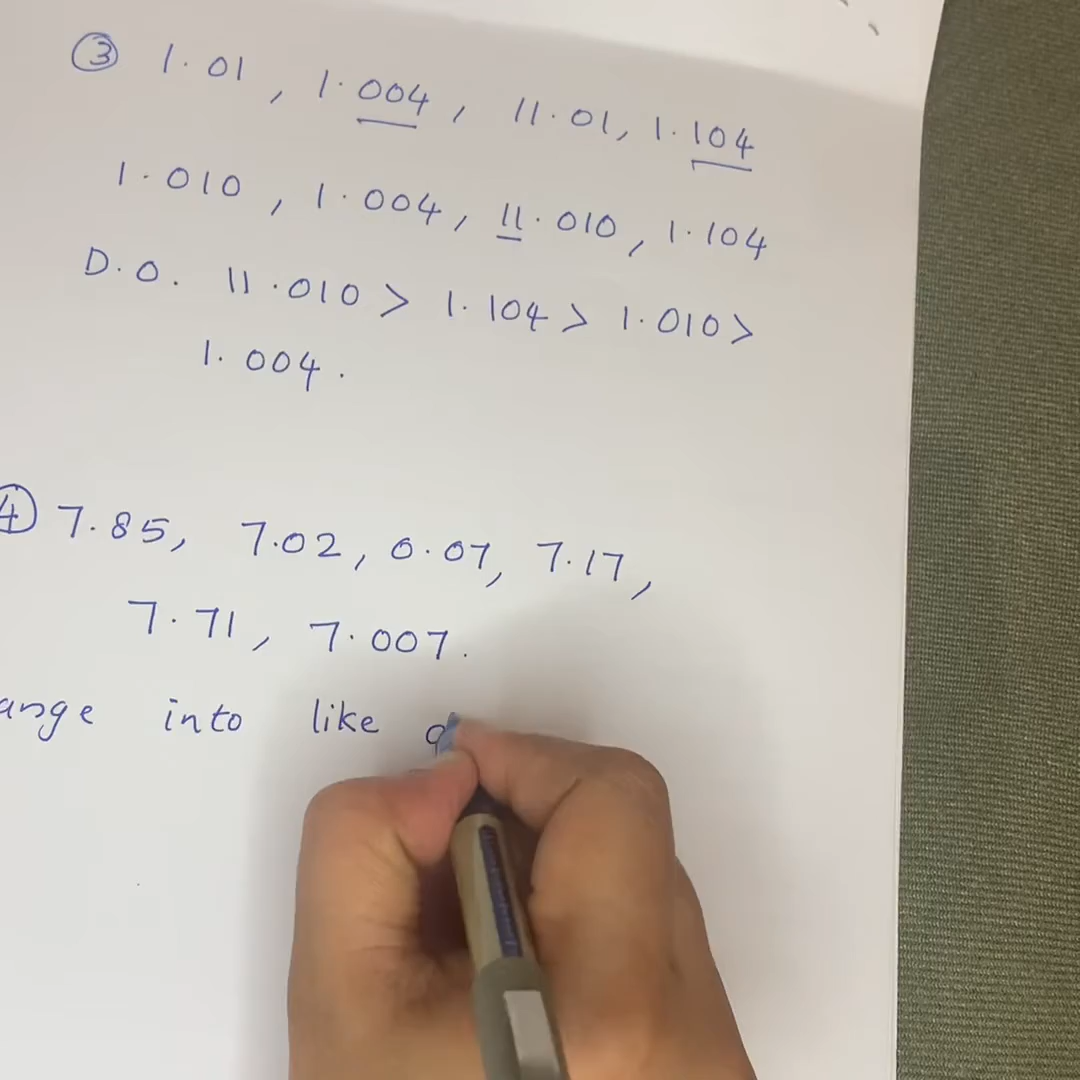 ③ 1.01, 1.004, 11.01, 1.104
1.010, 1.004, 11.010, 1.104
D.O. 11.010 > 1.104 > 1.010 >
1.004.
④ 7.85, 7.02, 0.07, 7.17,
7.71, 7.007.
ange into like